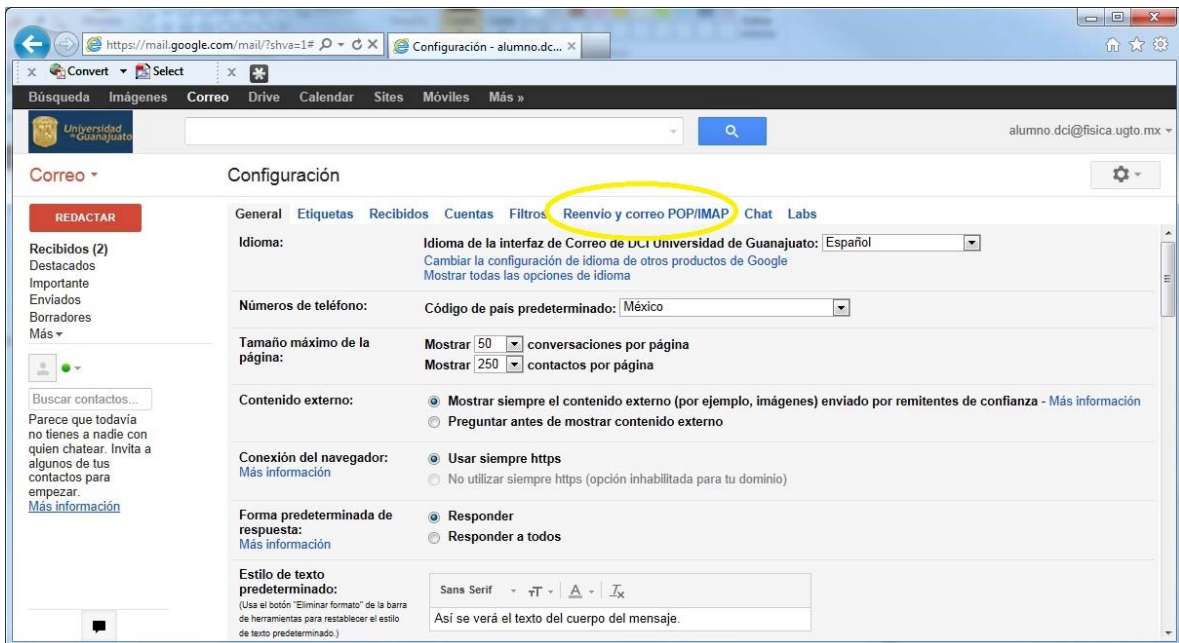 https://mail.google.com/mail/?shva=1#
Configuración - alumno.dc...
x Convert Select x
Búsqueda Imágenes Correo Drive Calendar Sites Móviles Más »
Universidad de Guanajuato
alumno.dci@fisica.ugto.mx
Correo
Configuración
REDACTAR
General Etiquetas Recibidos Cuentas Filtros Reenvío y correo POP/IMAP Chat Labs
Recibidos (2)
Destacados
Importante
Enviados
Borradores
Más
Buscar contactos...
Parece que todavía
no tienes a nadie con
quien chatear. Invita a
algunos de tus
contactos para
empezar.
Más información
Idioma:
Idioma de la interfaz de Correo de DCI Universidad de Guanajuato: Español
Cambiar la configuración de idioma de otros productos de Google
Mostrar todas las opciones de idioma
Números de teléfono:
Código de país predeterminado: México
Tamaño máximo de la
página:
Mostrar 50 conversaciones por página
Mostrar 250 contactos por página
Contenido externo:
Mostrar siempre el contenido externo (por ejemplo, imágenes) enviado por remitentes de confianza - Más información
Preguntar antes de mostrar contenido externo
Conexión del navegador:
Más información
Usar siempre https
No utilizar siempre https (opción inhabilitada para tu dominio)
Forma predeterminada de
respuesta:
Más información
Responder
Responder a todos
Estilo de texto
predeterminado:
(Usa el botón "Eliminar formato" de la barra
de herramientas para restablecer el estilo
de texto predeterminado.)
Sans Serif
Así se verá el texto del cuerpo del mensaje.